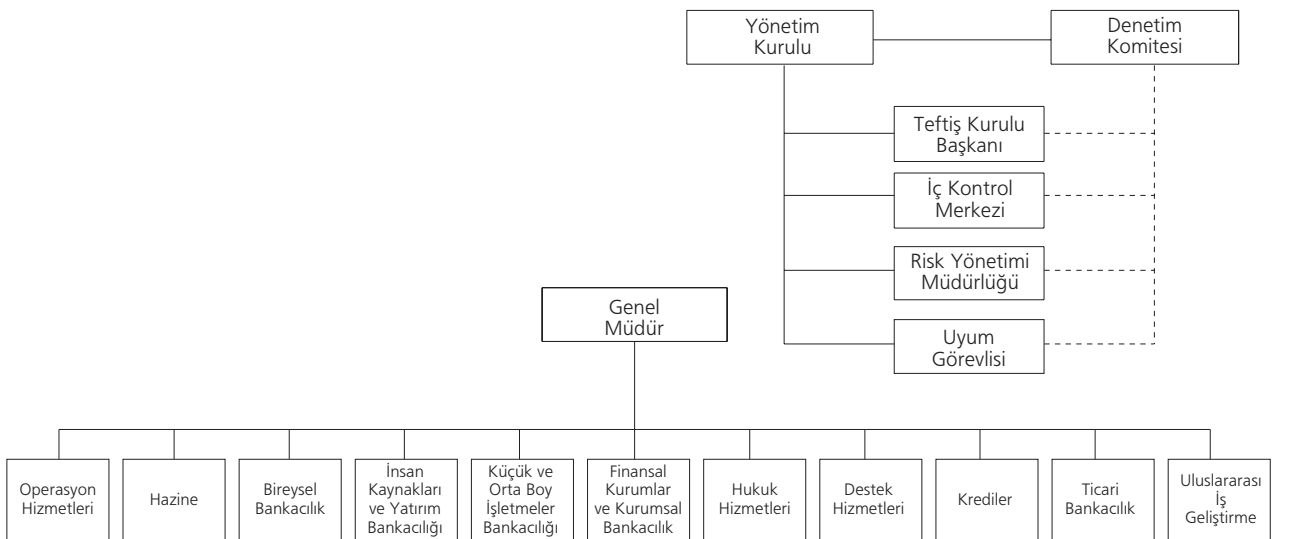 Yönetim
Kurulu
Denetim
Komitesi
Teftiş Kurulu
Başkanı
İç Kontrol
Merkezi
Risk Yönetimi
Müdürlüğü
Uyum
Görevlisi
Genel
Müdür
Operasyon
Hizmetleri
Hazine
Bireysel
Bankacılık
İnsan
Kaynakları
ve Yatırım
Bankacılığı
Küçük ve
Orta Boy
İşletmeler
Bankacılığı
Finansal
Kurumlar
ve Kurumsal
Bankacılık
Hukuk
Hizmetleri
Destek
Hizmetleri
Krediler
Ticari
Bankacılık
Uluslararası
İş
Geliştirme